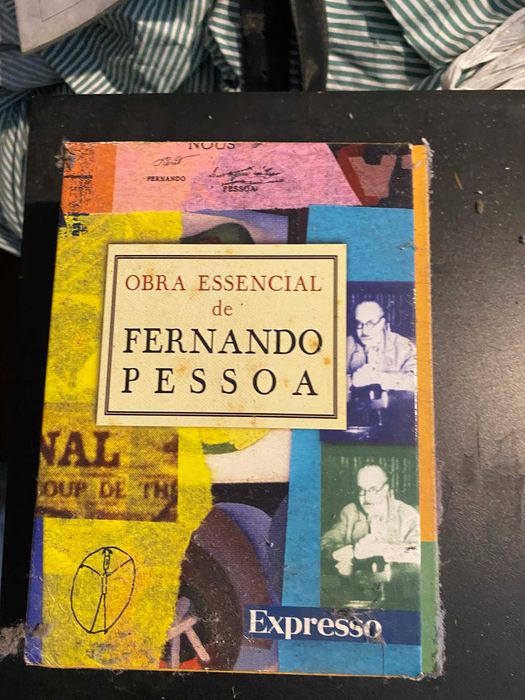 NOUS
FERNANDO
PESSOA
OBRA ESSENCIAL
de
FERNANDO
PESSOA
NAL
OUP DE TH
Expresso